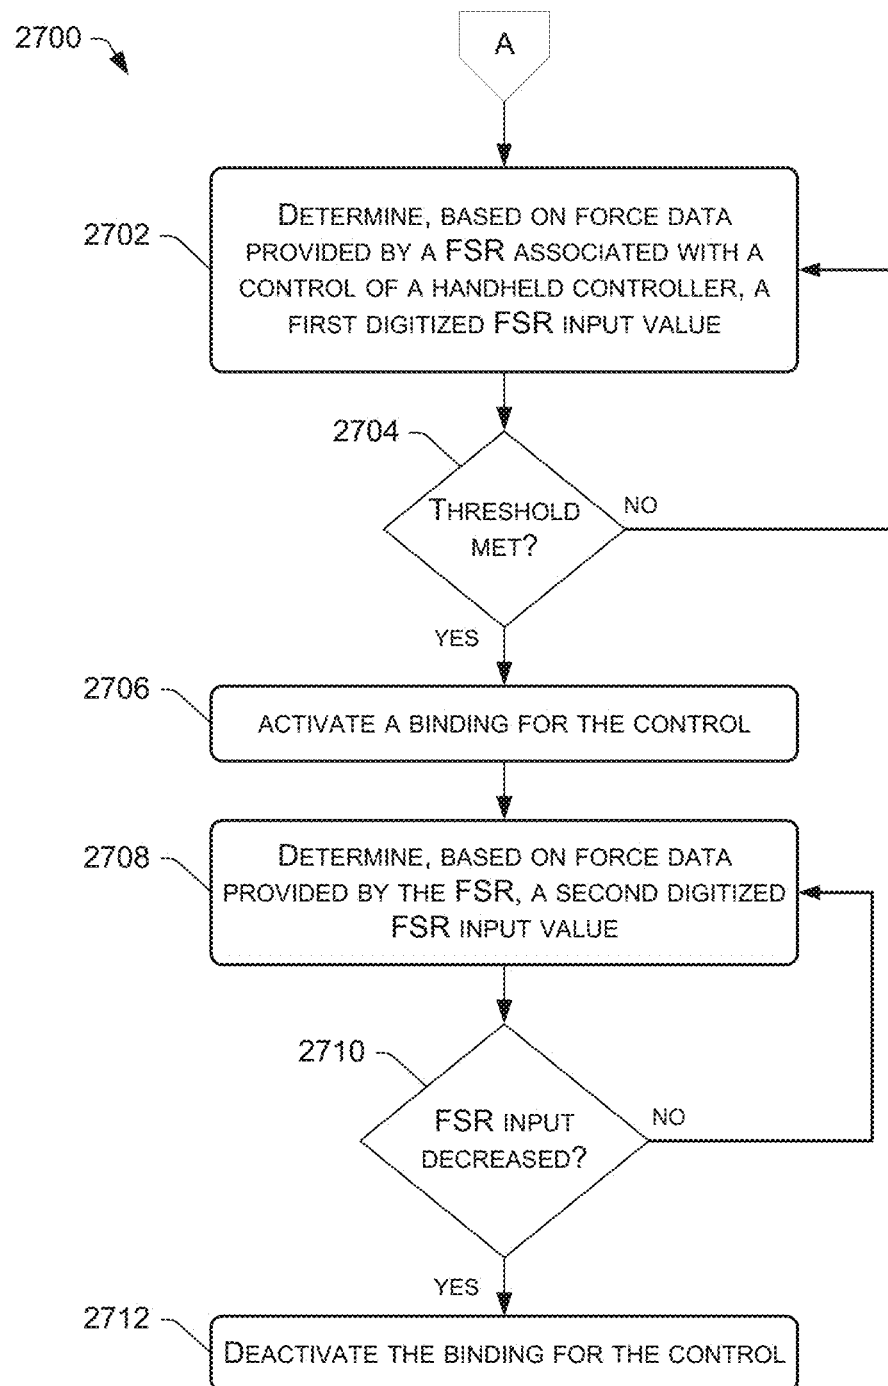 2700
A
2702
DETERMINE, BASED ON FORCE DATA
PROVIDED BY A FSR ASSOCIATED WITH A
CONTROL OF A HANDHELD CONTROLLER, A
FIRST DIGITIZED FSR INPUT VALUE
2704
THRESHOLD
MET?
NO
YES
2706
ACTIVATE A BINDING FOR THE CONTROL
2708
DETERMINE, BASED ON FORCE DATA
PROVIDED BY THE FSR, A SECOND DIGITIZED
FSR INPUT VALUE
2710
FSR INPUT
DECREASED?
NO
YES
2712
DEACTIVATE THE BINDING FOR THE CONTROL